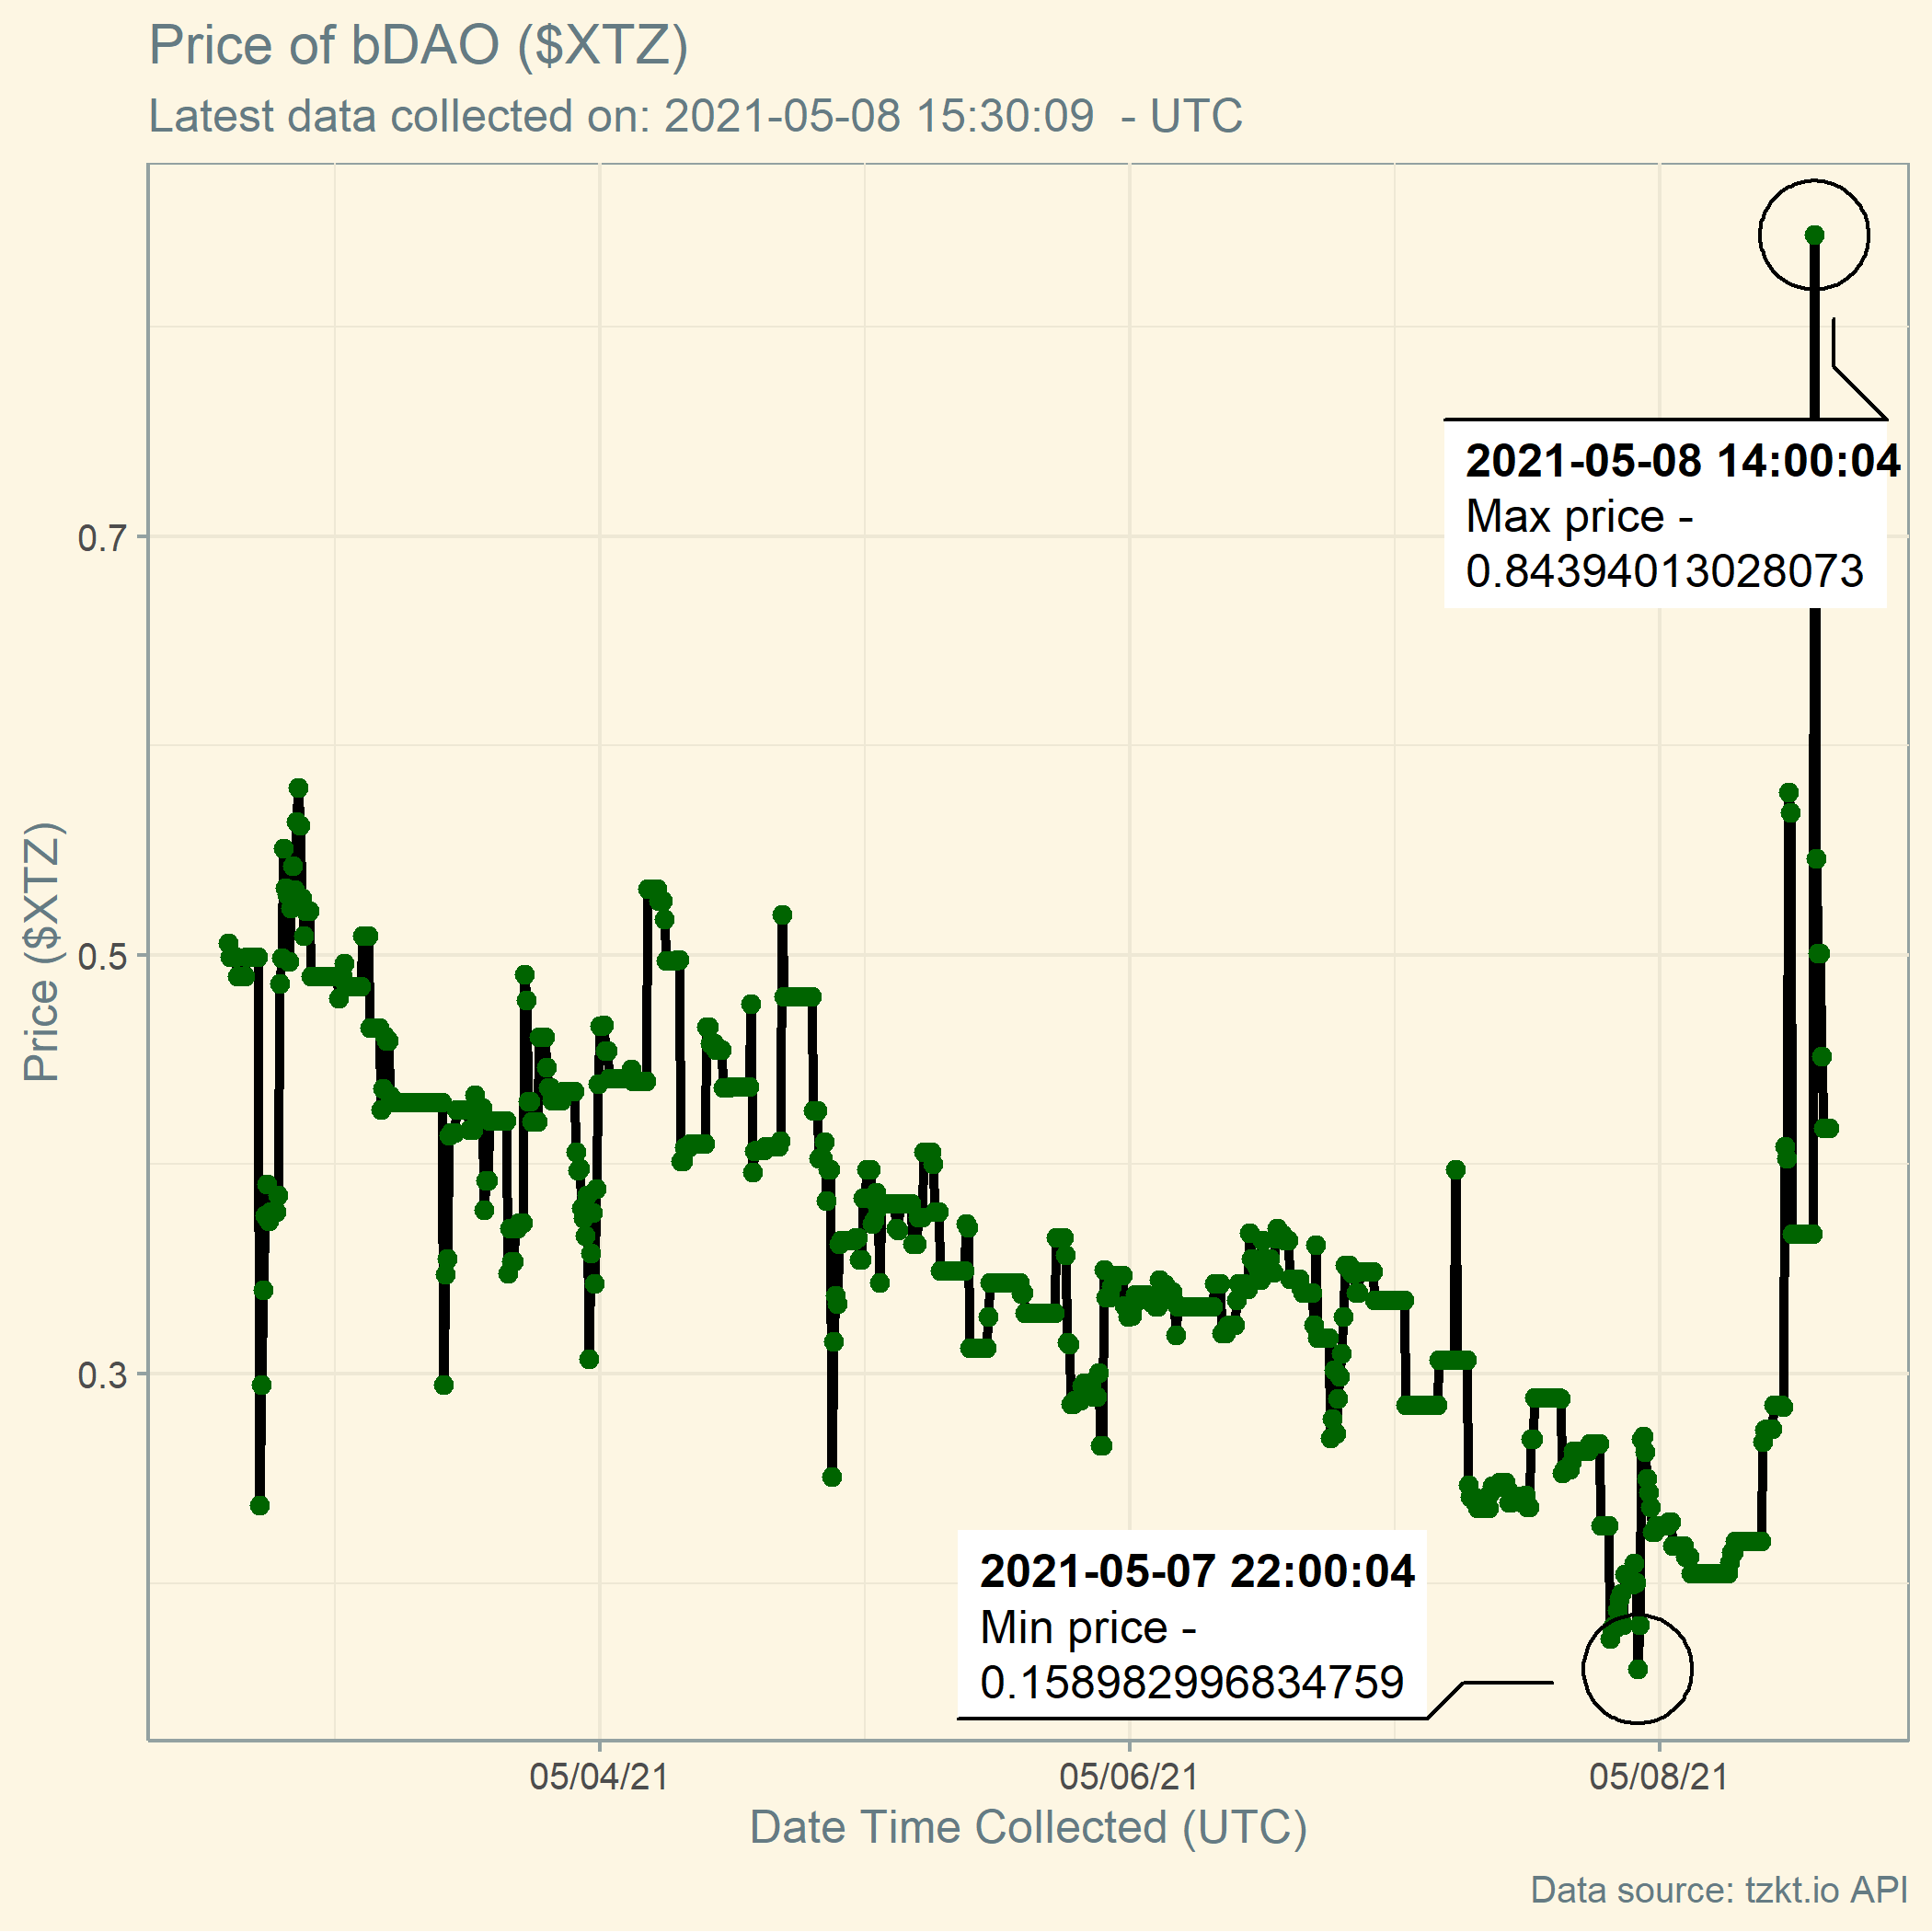 Price of bDAO ($XTZ)
Latest data collected on: 2021-05-08 15:30:09  - UTC
2021-05-08 14:00:04
Max price -
0.84394013028073
0.7
0.5
0.3
Price ($XTZ)
2021-05-07 22:00:04
Min price -
0.158982996834759
05/04/21
05/06/21
05/08/21
Date Time Collected (UTC)
Data source: tzkt.io API